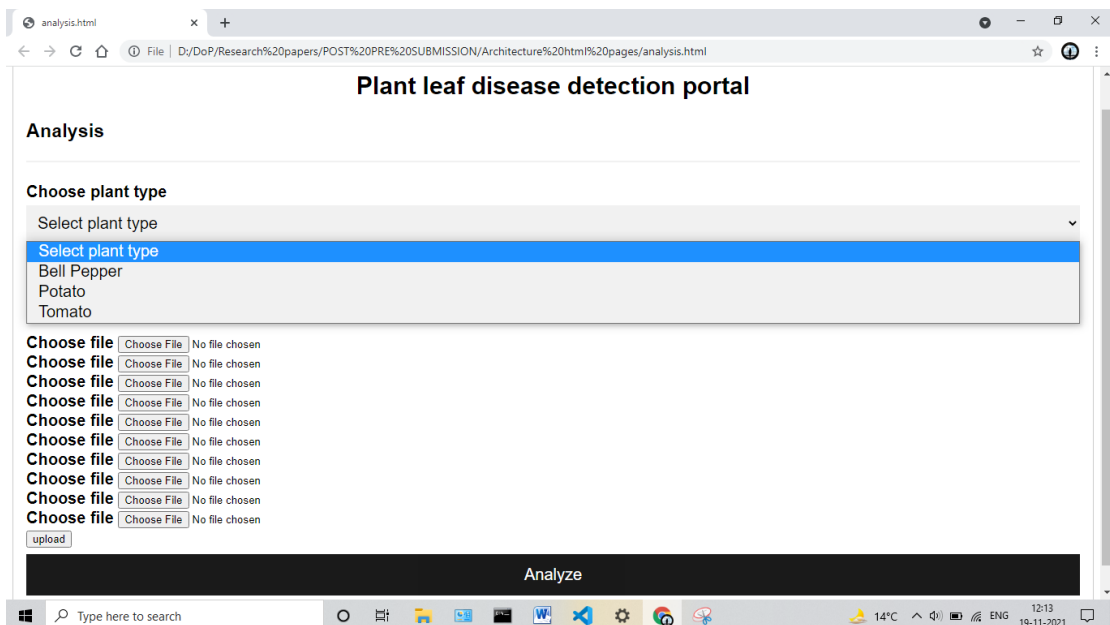 analysis.html
File | D:/DoP/Research%20papers/POST%20PRE%20SUBMISSION/Architecture%20html%20pages/analysis.html
Plant leaf disease detection portal
Analysis
Choose plant type
Select plant type
Select plant type
Bell Pepper
Potato
Tomato
Choose file Choose File No file chosen
Choose file Choose File No file chosen
Choose file Choose File No file chosen
Choose file Choose File No file chosen
Choose file Choose File No file chosen
Choose file Choose File No file chosen
Choose file Choose File No file chosen
Choose file Choose File No file chosen
Choose file Choose File No file chosen
Choose file Choose File No file chosen
upload
Analyze
Type here to search 14°C ENG 12:13
19-11-2021